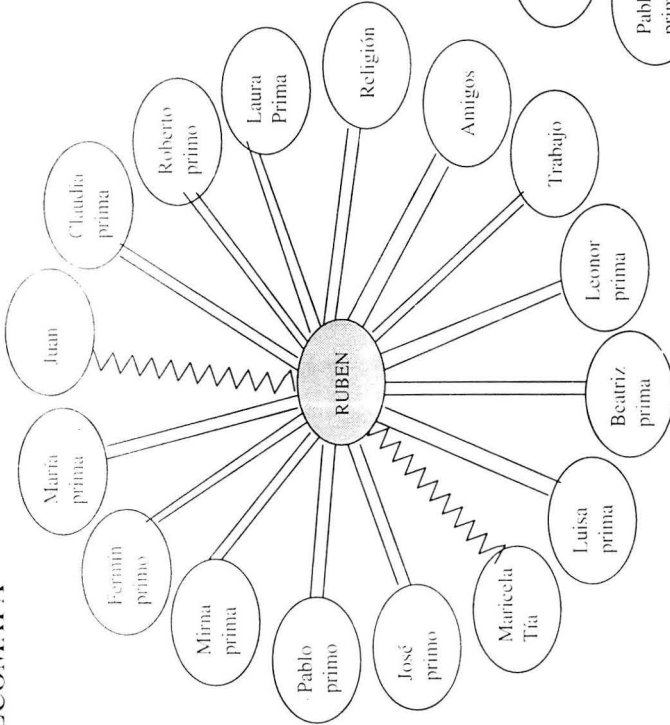 ECOMAPA
Juan
Claudia
prima
Roberto
primo
Laura
Prima
Religión
Amigos
Trabajo
Leonor
prima
Beatriz
prima
Luisa
prima
Maricela
Tía
José
primo
Pablo
primo
Mirna
prima
Fermín
primo
María
prima
RUBEN
Pablo